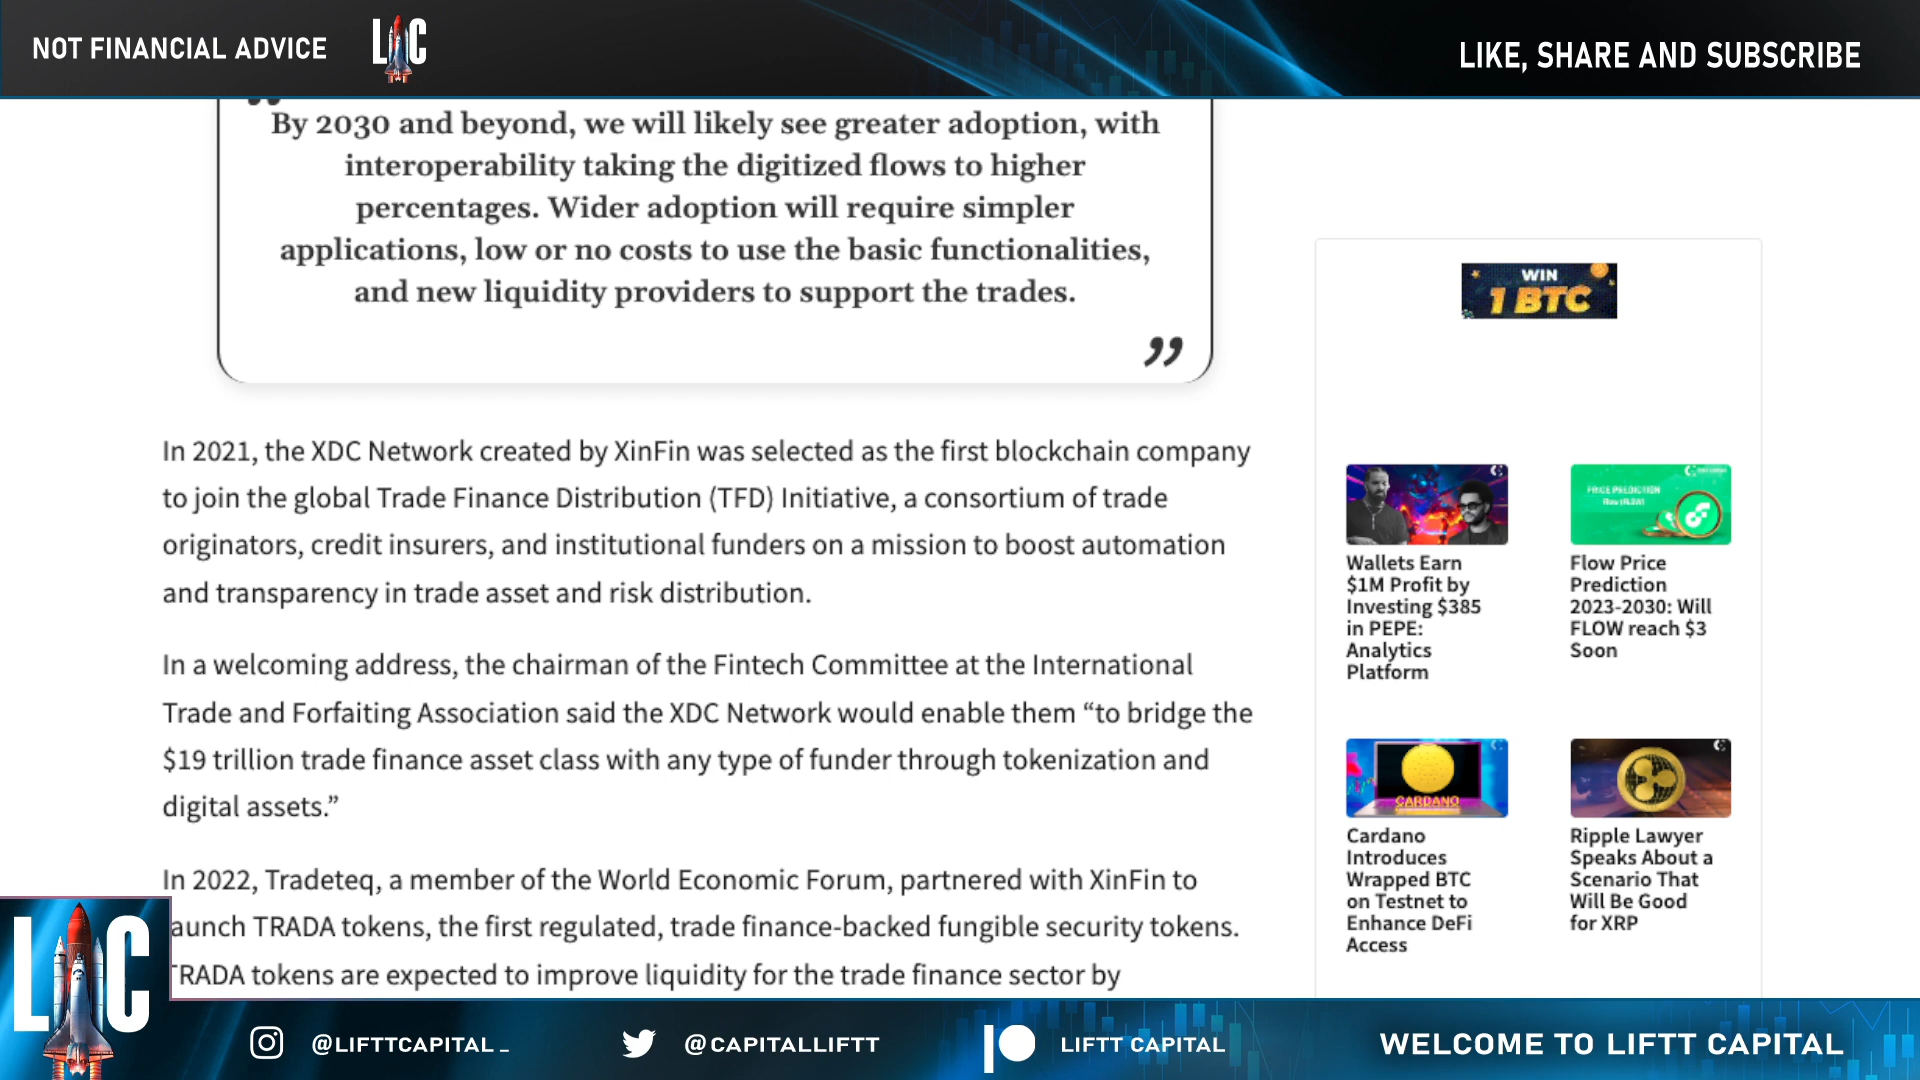 NOT FINANCIAL ADVICE
LC
LIKE, SHARE AND SUBSCRIBE
By 2030 and beyond, we will likely see greater adoption, with
interoperability taking the digitized flows to higher
percentages. Wider adoption will require simpler
applications, low or no costs to use the basic functionalities,
and new liquidity providers to support the trades.
”
In 2021, the XDC Network created by XinFin was selected as the first blockchain company
to join the global Trade Finance Distribution (TFD) Initiative, a consortium of trade
originators, credit insurers, and institutional funders on a mission to boost automation
and transparency in trade asset and risk distribution.
In a welcoming address, the chairman of the Fintech Committee at the International
Trade and Forfaiting Association said the XDC Network would enable them “to bridge the
$19 trillion trade finance asset class with any type of funder through tokenization and
digital assets.”
In 2022, Tradeteq, a member of the World Economic Forum, partnered with XinFin to
aunch TRADA tokens, the first regulated, trade finance-backed fungible security tokens.
TRADA tokens are expected to improve liquidity for the trade finance sector by
WIN
1 BTC
Wallets Earn
$1M Profit by
Investing $385
in PEPE:
Analytics
Platform
PRICE PREDICTION
Flow (FLOW)
Flow Price
Prediction
2023-2030: Will
FLOW reach $3
Soon
CARDANO
Cardano
Introduces
Wrapped BTC
on Testnet to
Enhance DeFi
Access
Ripple Lawyer
Speaks About a
Scenario That
Will Be Good
for XRP
LC
@LIFTTCAPITAL_
@CAPITALLIFTT
LIFTT CAPITAL
WELCOME TO LIFTT CAPITAL